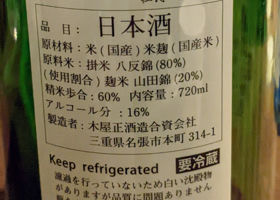 品目：日本酒
原材料：米（国産）米麹（国産米）
原料米：掛米 八反錦（80%）
（使用割合）麹米 山田錦（20%）
精米歩合：60% 内容量：720ml
アルコール分：16%
製造者：木屋正酒造合資会社
三重県名張市本町314-1
Keep refrigerated 要冷蔵
濾過を行っていないため白い沈殿物
がありますが品質に問題ありません